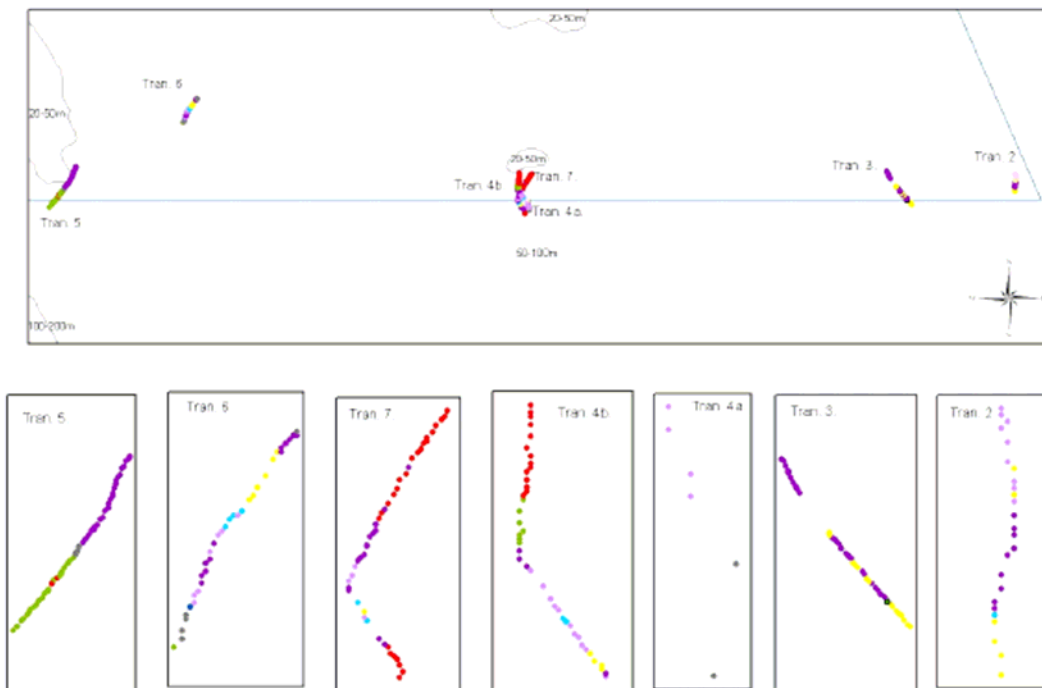 20-50m
Tran. 6
20-50m
20-50m
Tran. 3.
Tran. 2
Tran. 4b
Tran. 7.
Tran. 4a.
Tran. 5
50-100m
100-200m
Tran. 5
Tran. 6
Tran. 7.
Tran. 4b.
Tran. 4a
Tran. 3.
Tran. 2